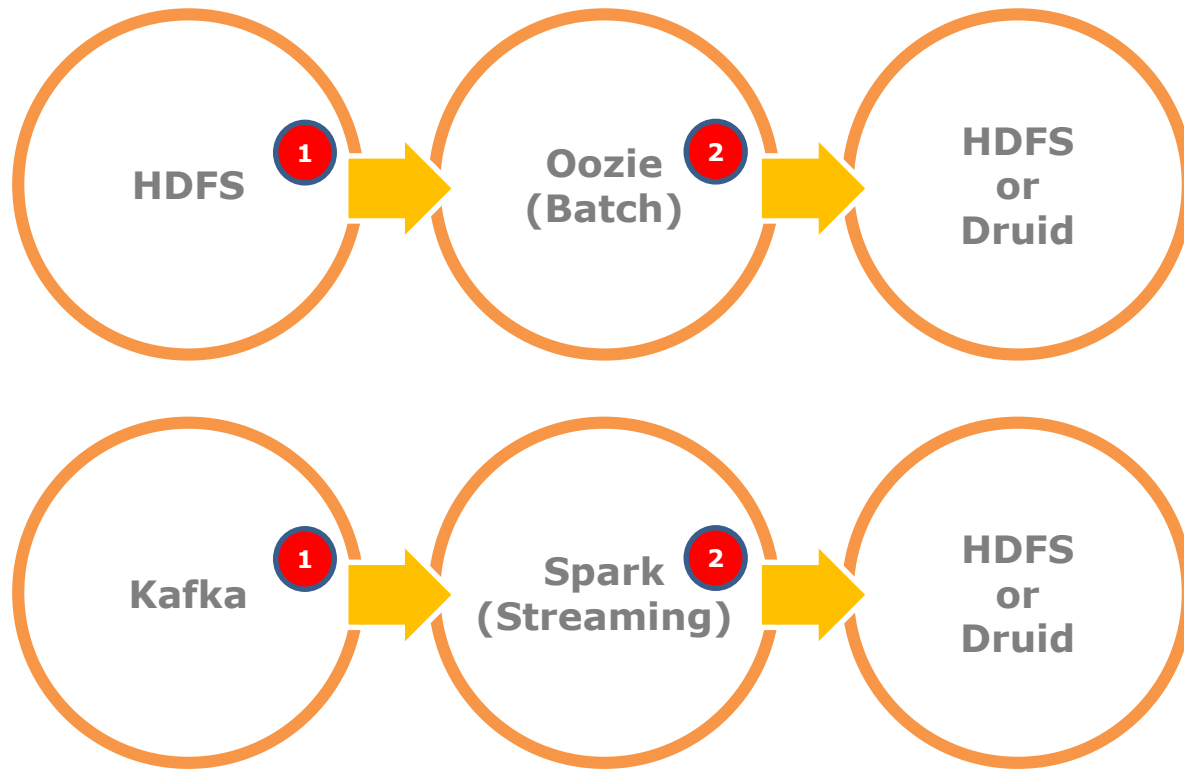 HDFS
1
Oozie
(Batch)
2
HDFS
or
Druid
Kafka
1
Spark
(Streaming)
2
HDFS
or
Druid